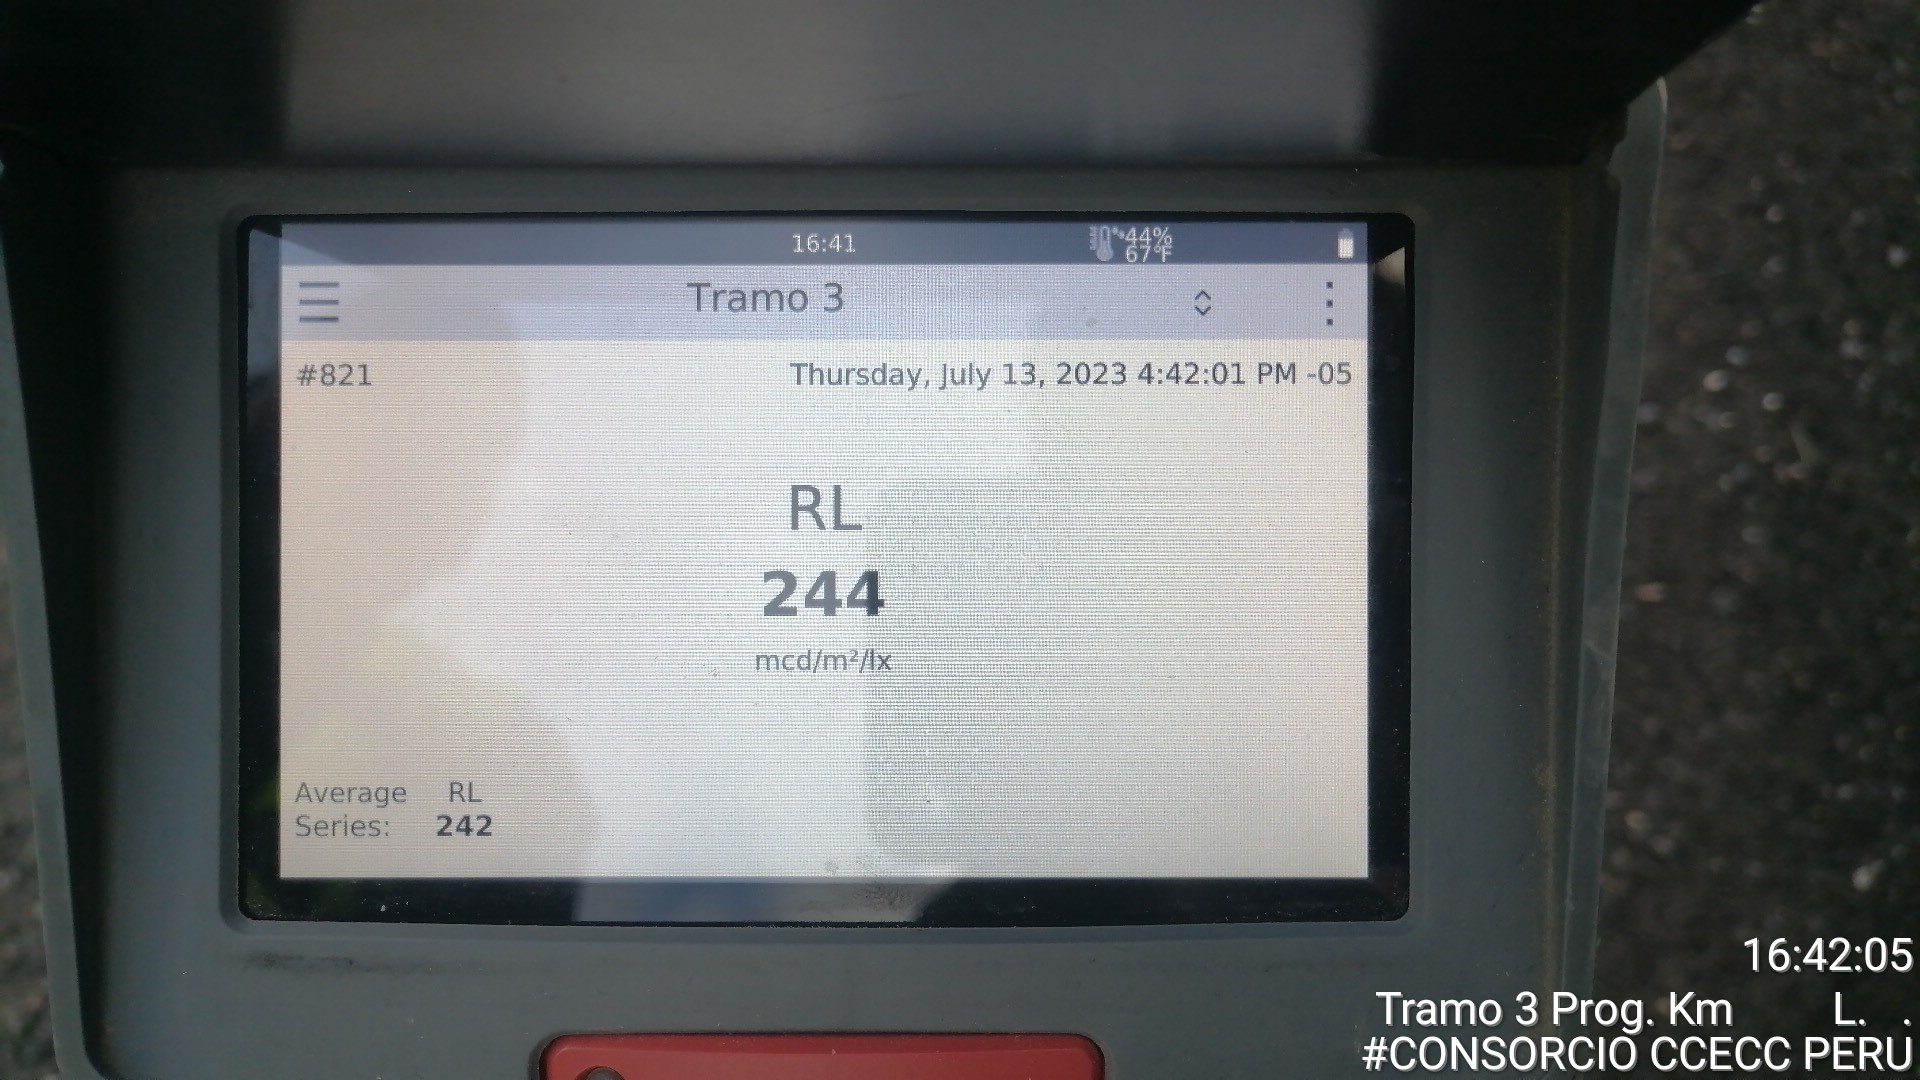 16:41
44%
67°F
Tramo 3
#821
Thursday, July 13, 2023 4:42:01 PM -05
RL
244
mcd/m²/lx
Average RL
Series: 242
16:42:05
Tramo 3 Prog. Km L. .
#CONSORCIO CCECC PERU